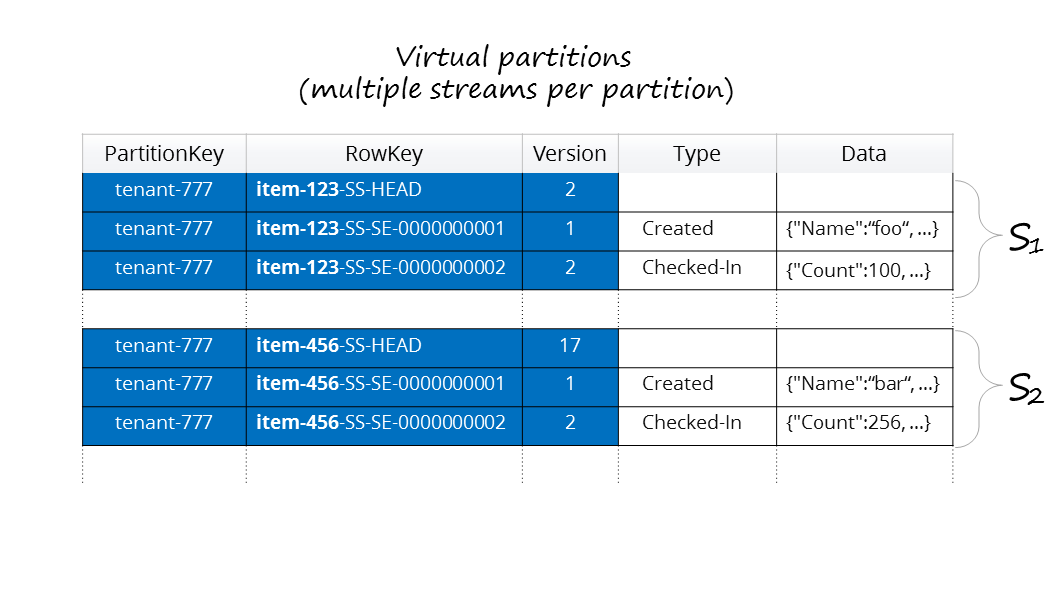 Virtual partitions
(multiple streams per partition)
PartitionKey RowKey Version Type Data
tenant-777 item-123-SS-HEAD 2
tenant-777 item-123-SS-SE-0000000001 1 Created {"Name":“foo“, ...}
tenant-777 item-123-SS-SE-0000000002 2 Checked-In {"Count":100, ...}
S1
tenant-777 item-456-SS-HEAD 17
tenant-777 item-456-SS-SE-0000000001 1 Created {"Name":“bar“, ...}
tenant-777 item-456-SS-SE-0000000002 2 Checked-In {"Count":256, ...}
S2